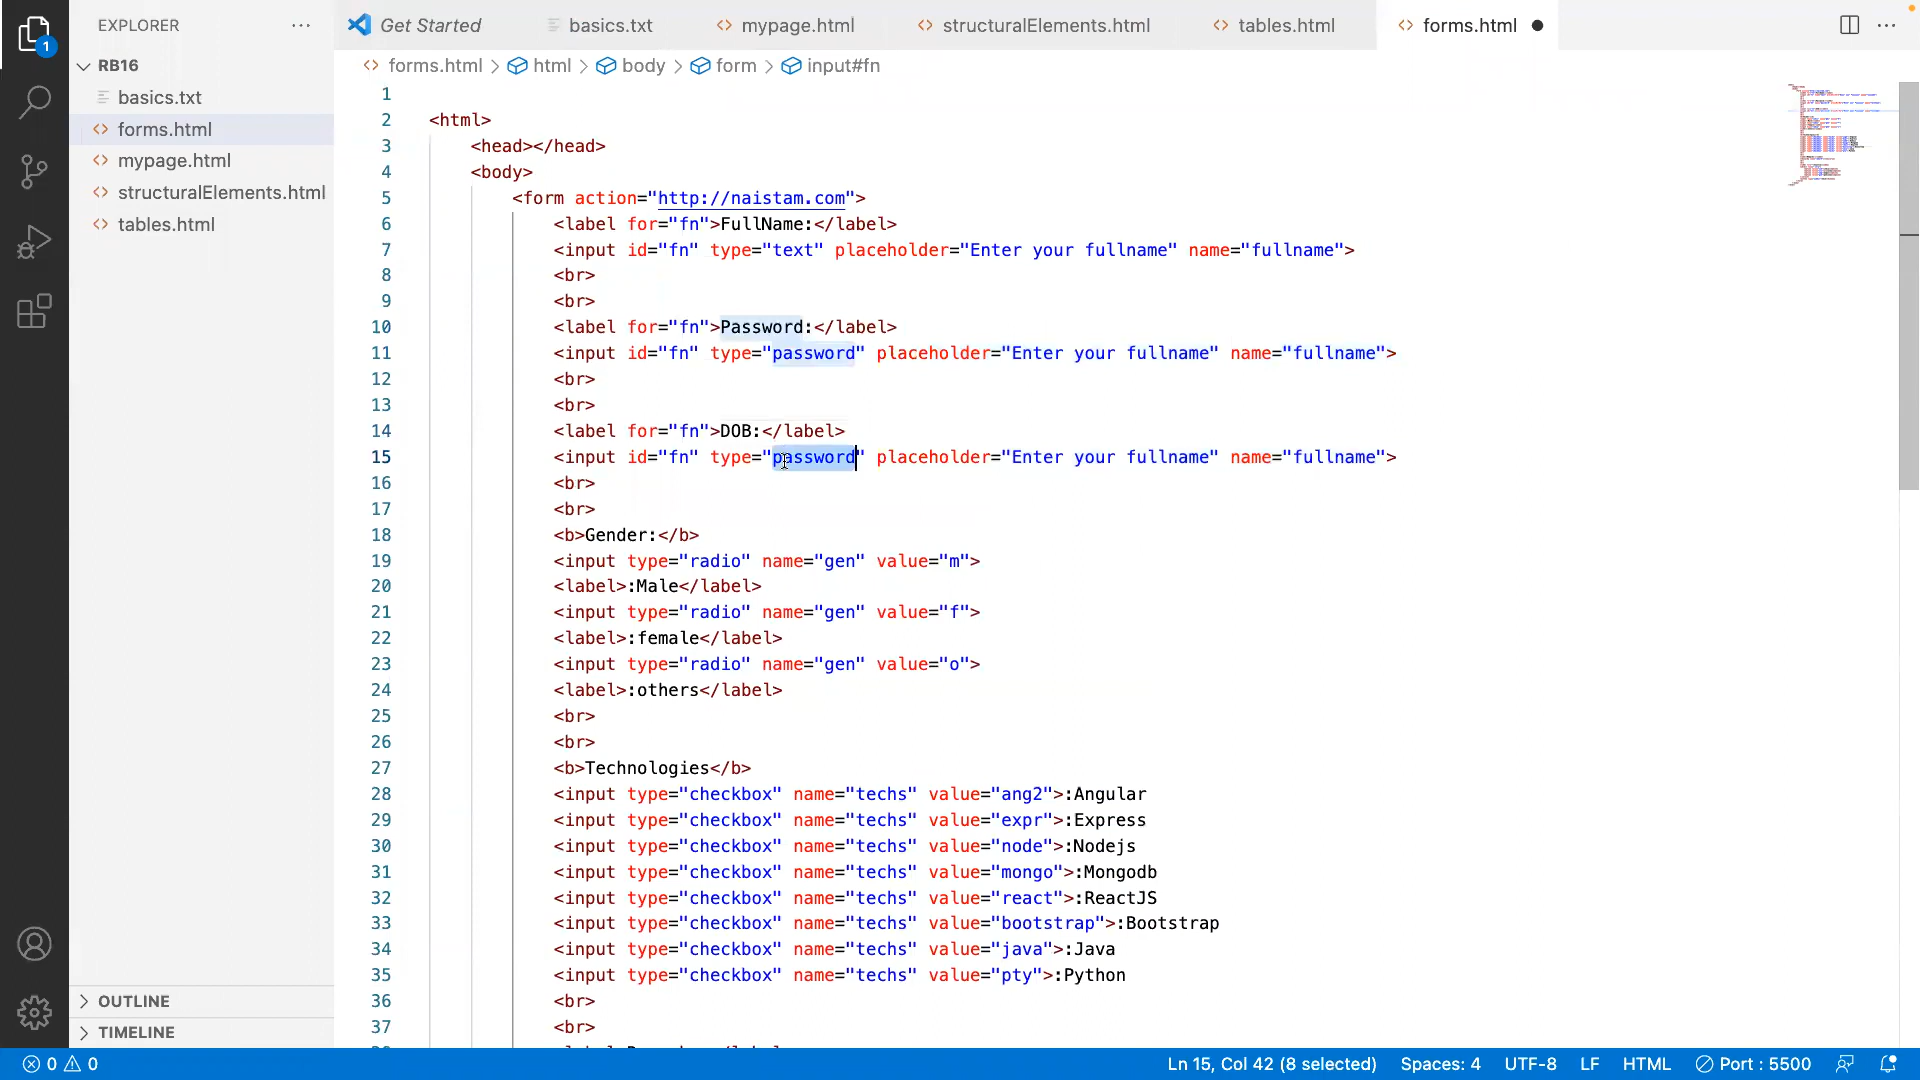 EXPLORER ···
Get Started basics.txt mypage.html structuralElements.html tables.html forms.html
1
RB16
basics.txt
forms.html
mypage.html
structuralElements.html
tables.html
forms.html > html > body > form > input#fn
1
2 <html>
3 <head></head>
4 <body>
5 <form action="http://naistam.com">
6 <label for="fn">FullName:</label>
7 <input id="fn" type="text" placeholder="Enter your fullname" name="fullname">
8 <br>
9 <br>
10 <label for="fn">Password:</label>
11 <input id="fn" type="password" placeholder="Enter your fullname" name="fullname">
12 <br>
13 <br>
14 <label for="fn">DOB:</label>
15 <input id="fn" type="password" placeholder="Enter your fullname" name="fullname">
16 <br>
17 <br>
18 <b>Gender:</b>
19 <input type="radio" name="gen" value="m">
20 <label>:Male</label>
21 <input type="radio" name="gen" value="f">
22 <label>:female</label>
23 <input type="radio" name="gen" value="o">
24 <label>:others</label>
25 <br>
26 <br>
27 <b>Technologies</b>
28 <input type="checkbox" name="techs" value="ang2">:Angular
29 <input type="checkbox" name="techs" value="expr">:Express
30 <input type="checkbox" name="techs" value="node">:Nodejs
31 <input type="checkbox" name="techs" value="mongo">:Mongodb
32 <input type="checkbox" name="techs" value="react">:ReactJS
33 <input type="checkbox" name="techs" value="bootstrap">:Bootstrap
34 <input type="checkbox" name="techs" value="java">:Java
35 <input type="checkbox" name="techs" value="pty">:Python
36 <br>
37 <br>
OUTLINE
TIMELINE
0 0 Ln 15, Col 42 (8 selected) Spaces: 4 UTF-8 LF HTML Port : 5500